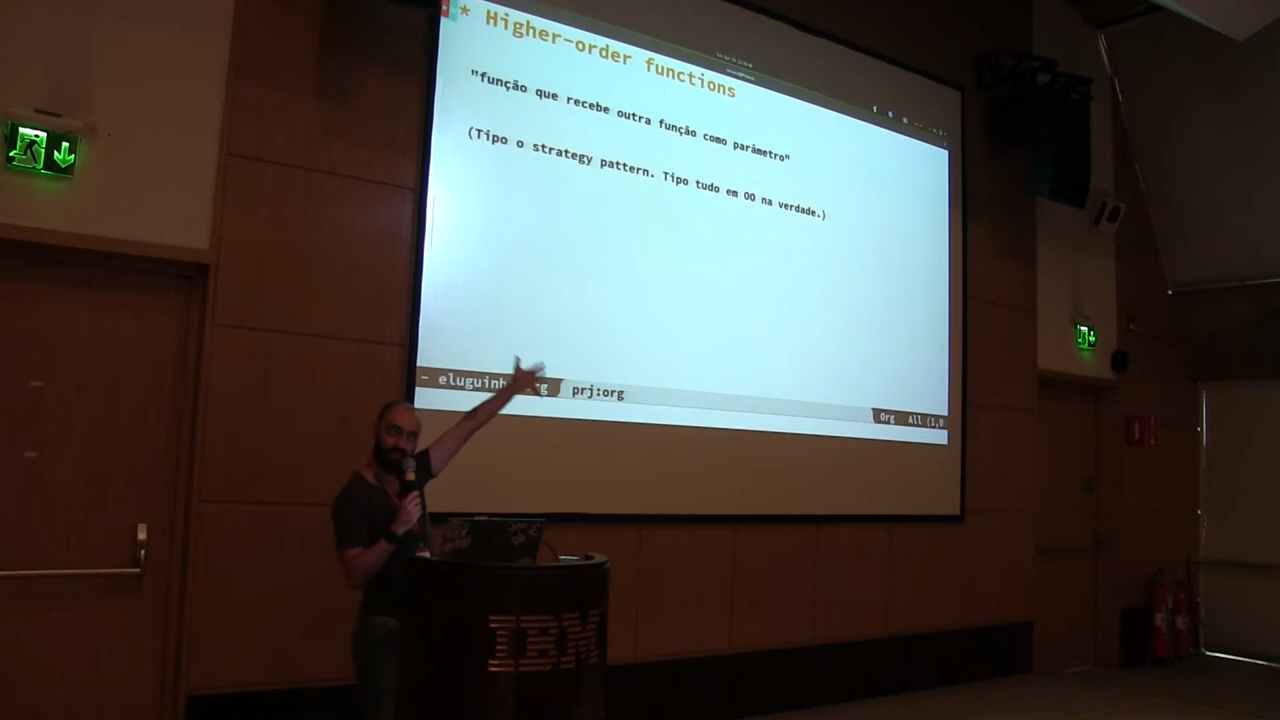 * Higher-order functions
"função que recebe outra função como parâmetro"
(Tipo o strategy pattern. Tipo tudo em OO na verdade.)
prj:org
Org All (1,0
IBM